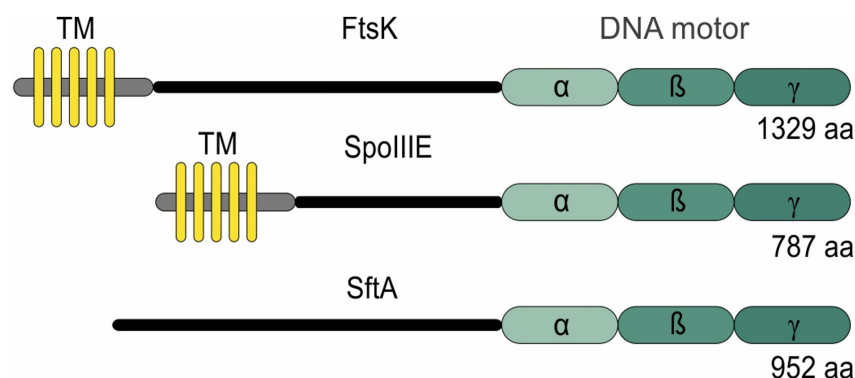 TM FtsK DNA motor
α ß γ
1329 aa
TM SpoIIIE
α ß γ
787 aa
SftA
α ß γ
952 aa